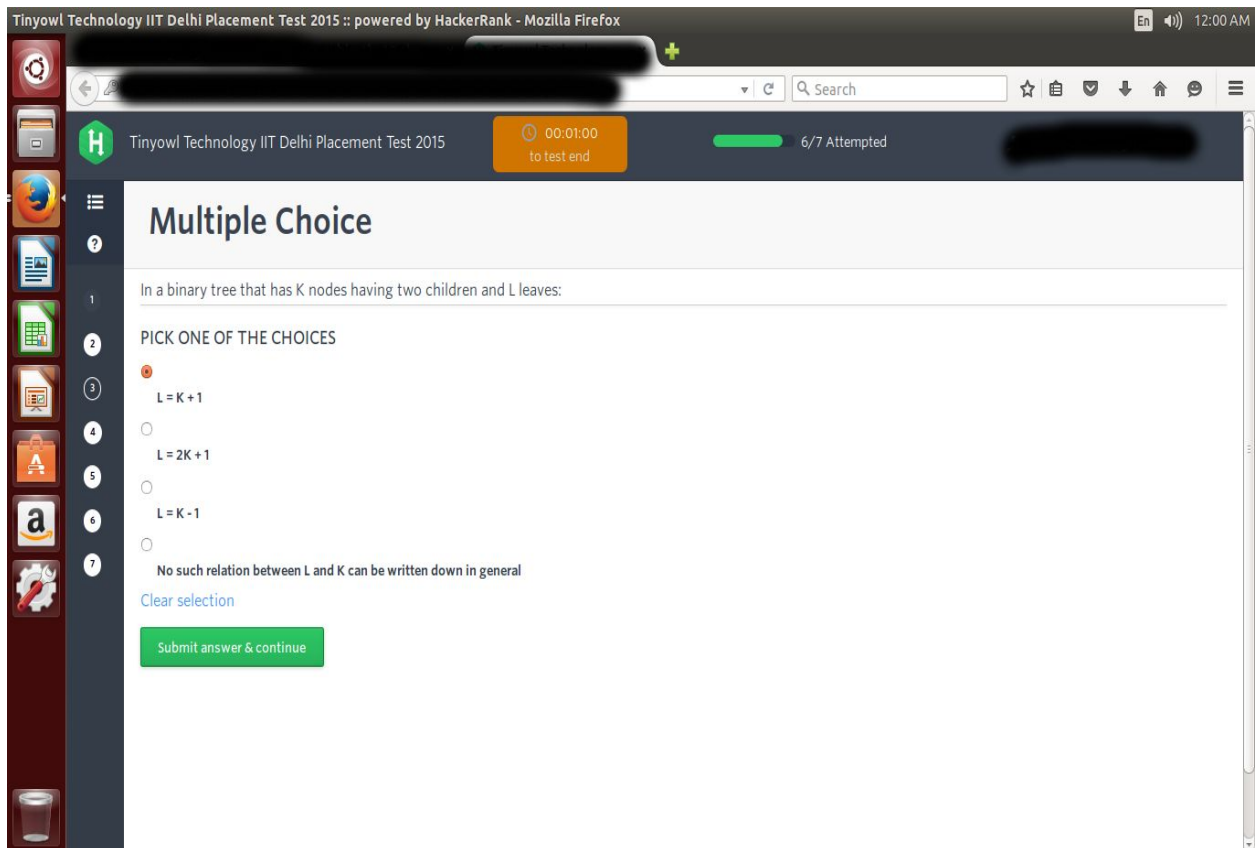 Tinyowl Technology IIT Delhi Placement Test 2015 :: powered by HackerRank - Mozilla Firefox
En
12:00 AM
Search
Tinyowl Technology IIT Delhi Placement Test 2015
00:01:00
to test end
6/7 Attempted
Multiple Choice
In a binary tree that has K nodes having two children and L leaves:
PICK ONE OF THE CHOICES
L = K + 1
L = 2K + 1
L = K - 1
No such relation between L and K can be written down in general
Clear selection
Submit answer & continue
1
2
3
4
5
6
7